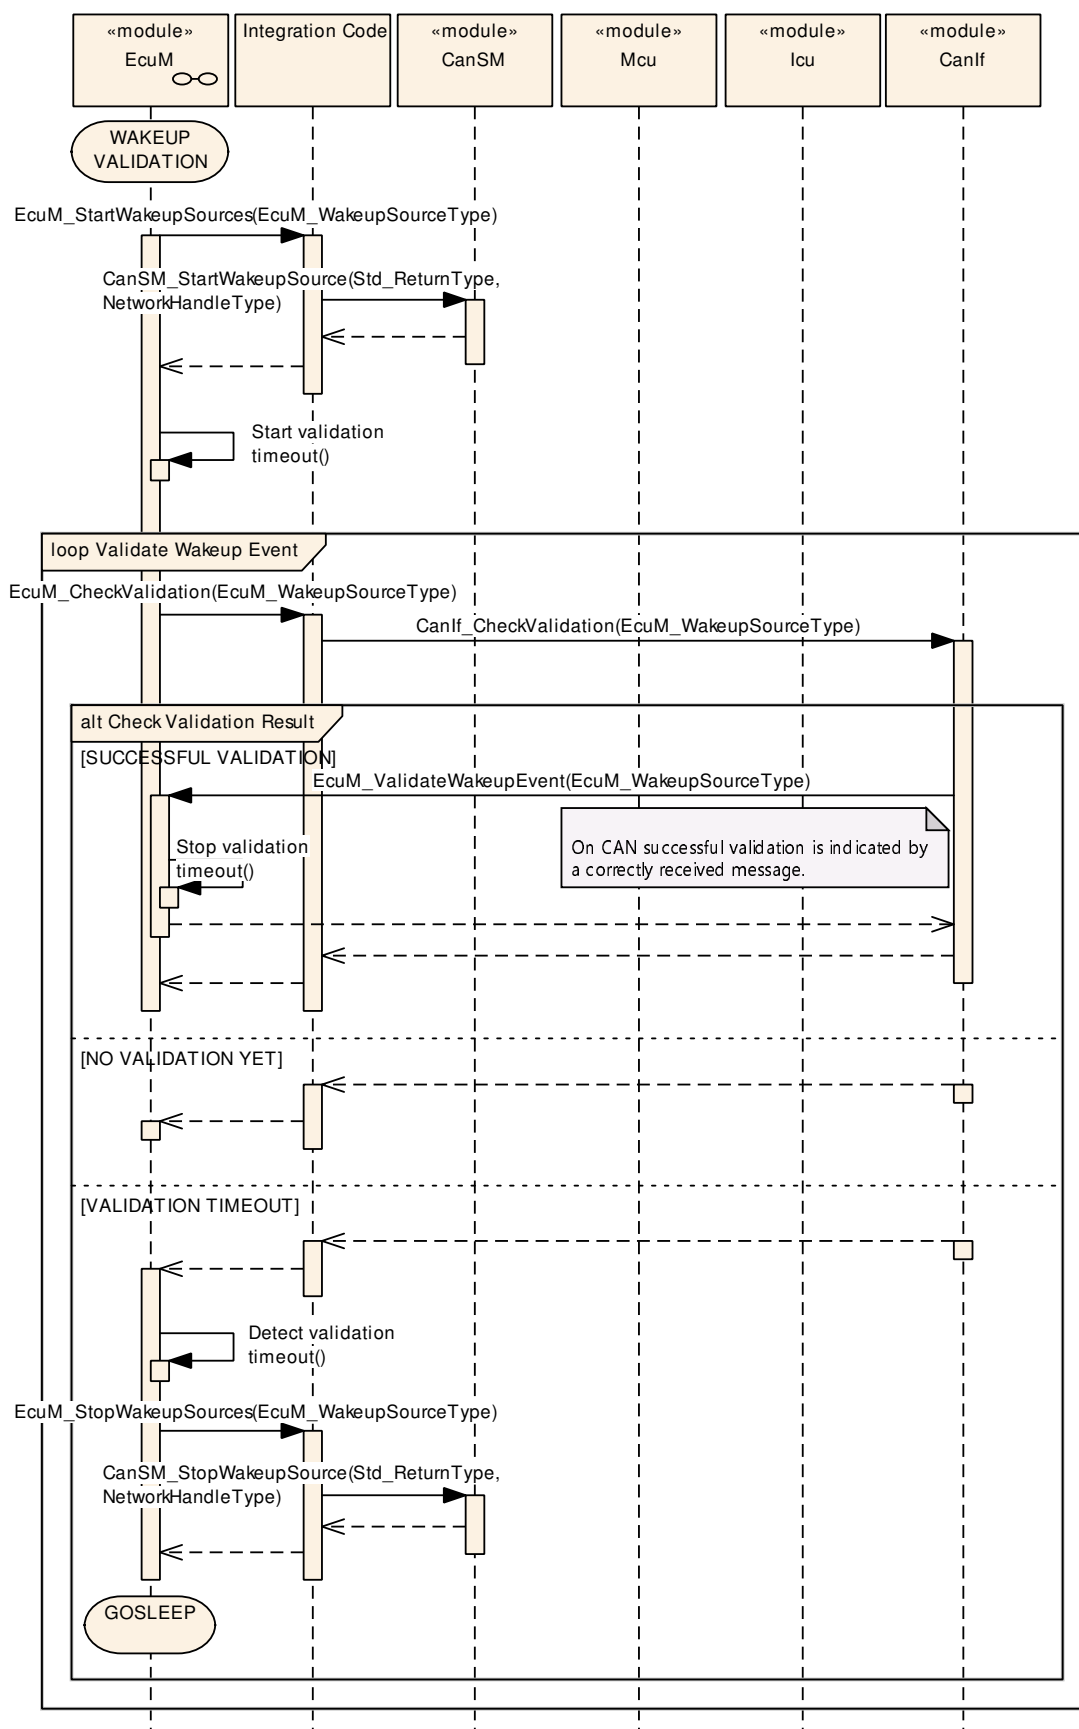 «module»
EcuM
Integration Code
«module»
CanSM
«module»
Mcu
«module»
Icu
«module»
CanIf
WAKEUP
VALIDATION
EcuM_StartWakeupSources(EcuM_WakeupSourceType)
CanSM_StartWakeupSource(Std_ReturnType,
NetworkHandleType)
Start validation
timeout()
loop Validate Wakeup Event
EcuM_CheckValidation(EcuM_WakeupSourceType)
CanIf_CheckValidation(EcuM_WakeupSourceType)
alt Check Validation Result
[SUCCESSFUL VALIDATION]
EcuM_ValidateWakeupEvent(EcuM_WakeupSourceType)
On CAN successful validation is indicated by
a correctly received message.
Stop validation
timeout()
[NO VALIDATION YET]
[VALIDATION TIMEOUT]
Detect validation
timeout()
EcuM_StopWakeupSources(EcuM_WakeupSourceType)
CanSM_StopWakeupSource(Std_ReturnType,
NetworkHandleType)
GOSLEEP